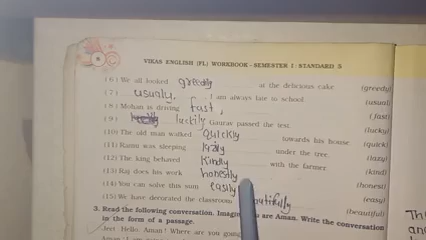 VIKAS ENGLISH (FL) WORKBOOK - SEMESTER I - STANDARD 5
(6) We all looked greedily at the delicious cake (greedy)
(7) usually, I am always late to school. (usual)
(8) Mohan is driving fast, (fast)
(9) luckily Gaurav passed the test. (lucky)
(10) The old man walked quickly towards his house (quick)
(11) Ramu was sleeping lazily under the tree. (lazy)
(12) The king behaved kindly with the farmer (kind)
(13) Raj does his work honestly (honest)
(14) You can solve this sum easily (easy)
(15) We have decorated the classroom utifully (beautiful)
3. Read the following conversation. Imagine are Aman. Write the conversation
in the form of a passage.
Jeet : Hello, Aman! Where are you going